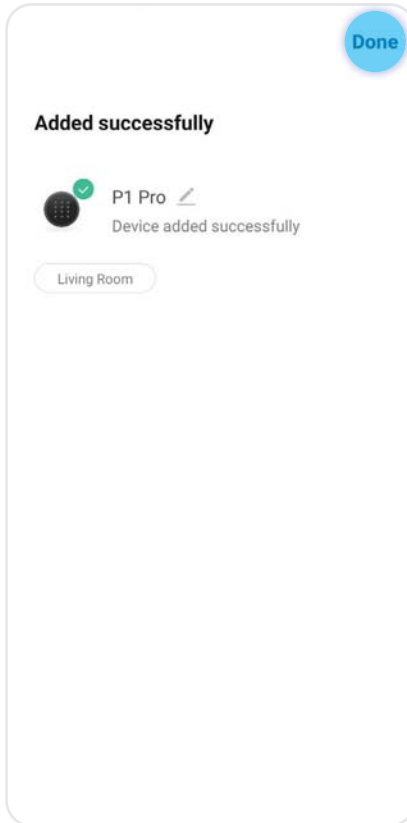 Done
Added successfully
P1 Pro
Device added successfully
Living Room